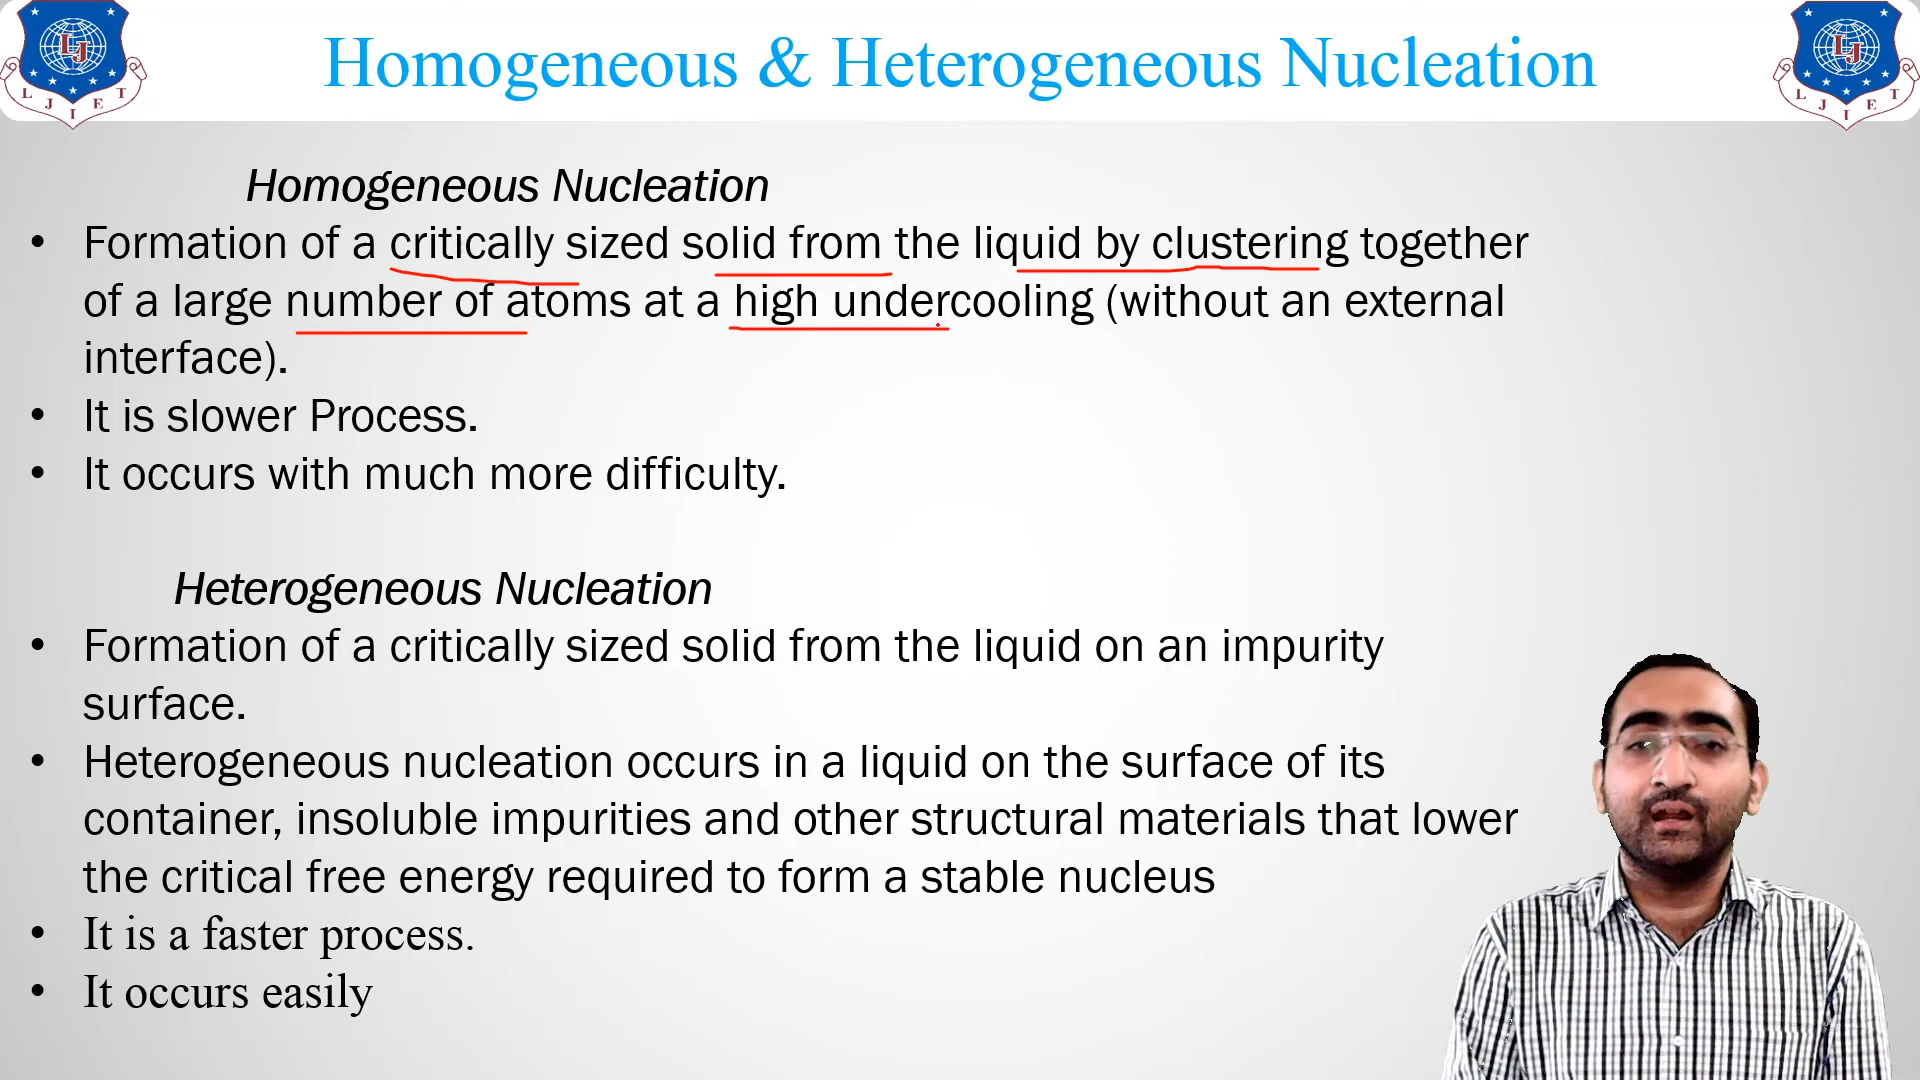 Homogeneous & Heterogeneous Nucleation
LJ
LJIET
LJ
LJIET
Homogeneous Nucleation
• Formation of a critically sized solid from the liquid by clustering together
of a large number of atoms at a high undercooling (without an external
interface).
• It is slower Process.
• It occurs with much more difficulty.
Heterogeneous Nucleation
• Formation of a critically sized solid from the liquid on an impurity
surface.
• Heterogeneous nucleation occurs in a liquid on the surface of its
container, insoluble impurities and other structural materials that lower
the critical free energy required to form a stable nucleus
• It is a faster process.
• It occurs easily